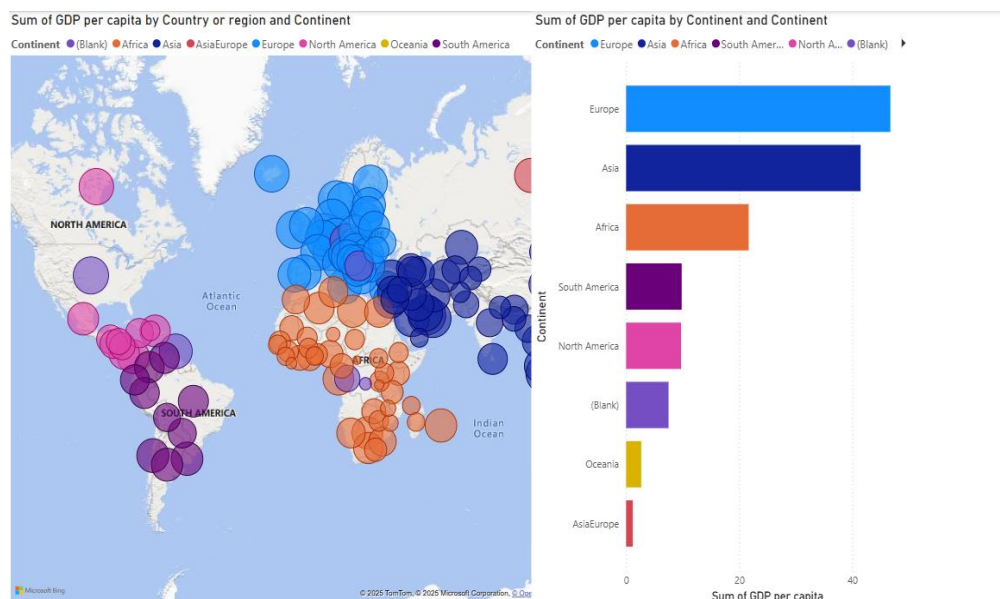 Sum of GDP per capita by Country or region and Continent
Continent (Blank) Africa Asia AsiaEurope Europe North America Oceania South America
NORTH AMERICA
Atlantic
Ocean
AFRICA
SOUTH AMERICA
Indian
Ocean
Microsoft Bing
© 2025 TomTom, © 2025 Microsoft Corporation, © Ope
Sum of GDP per capita by Continent and Continent
Continent Europe Asia Africa South Amer... North A... (Blank)
Continent
Europe
Asia
Africa
South America
North America
(Blank)
Oceania
AsiaEurope
0 20 40
Sum of GDP per capita